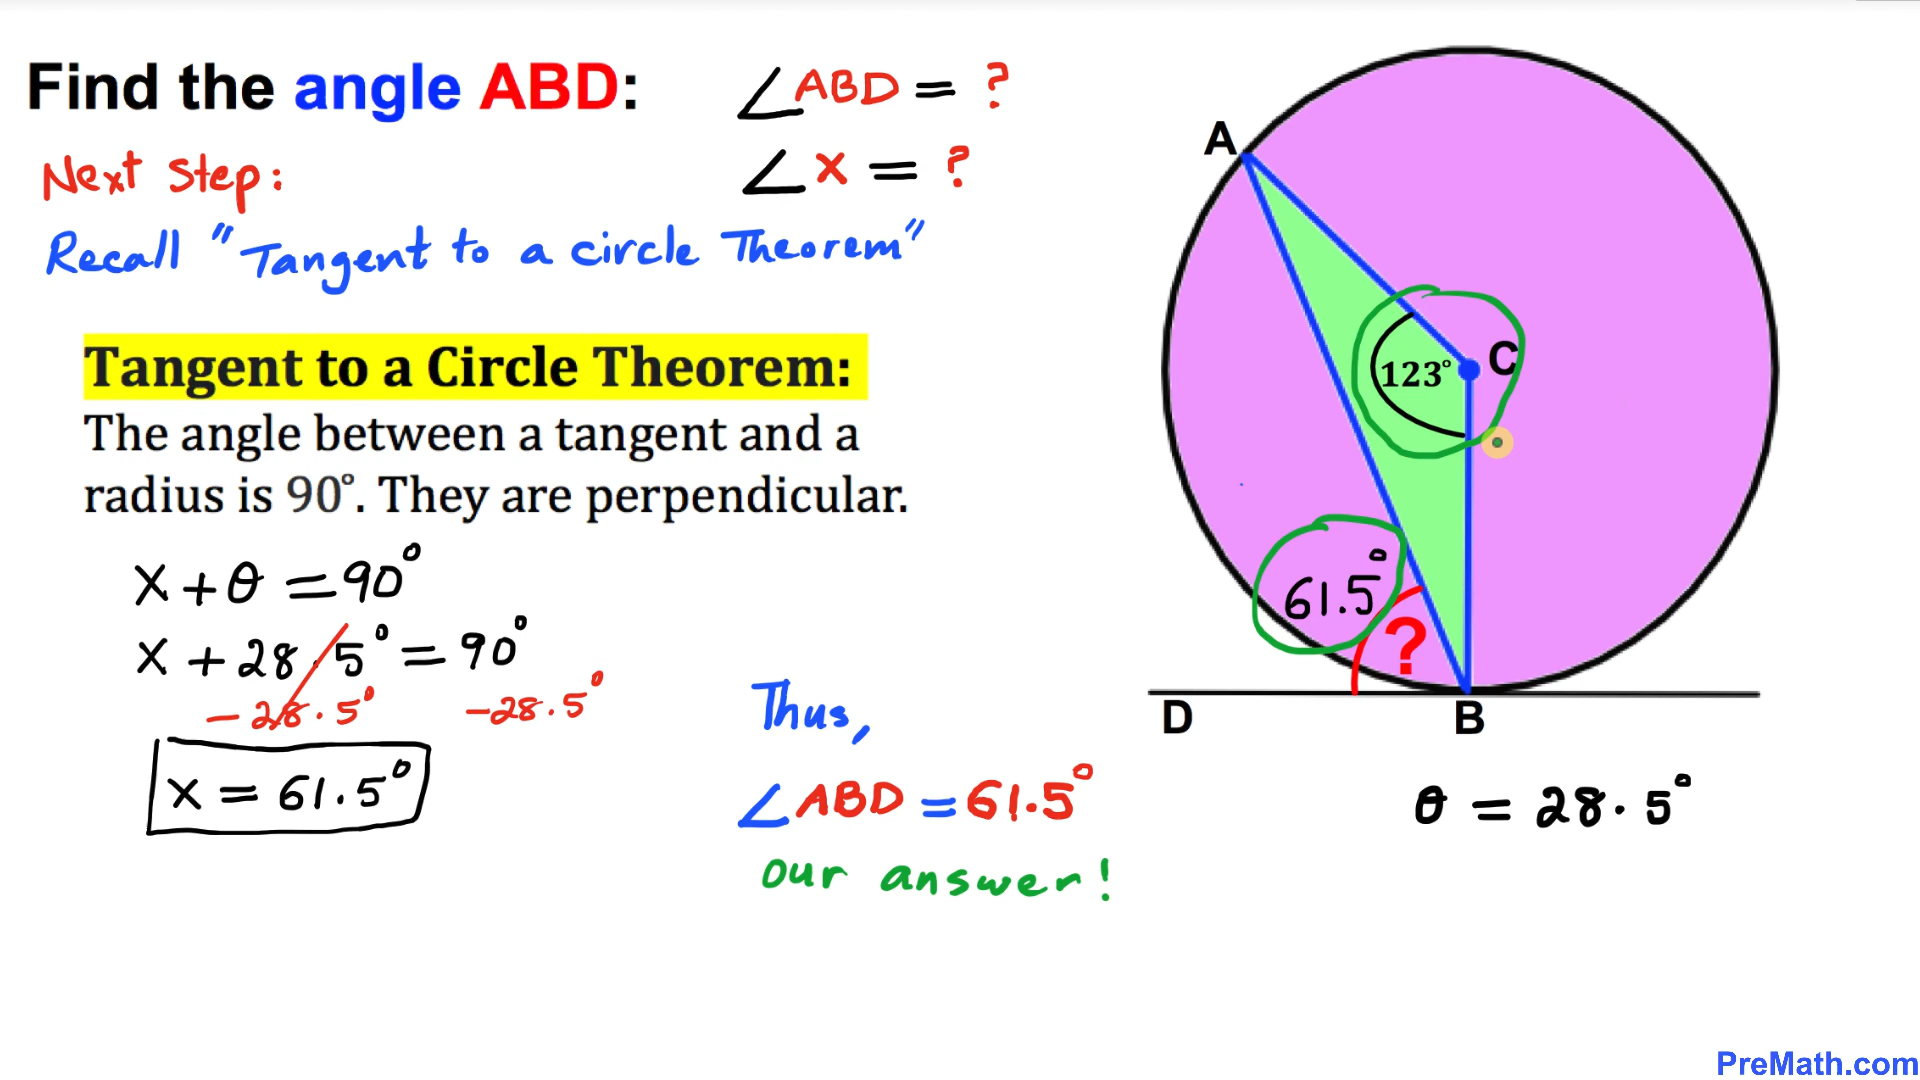 Find the angle ABD:
∠ABD = ?
∠x = ?
Next Step:
Recall "Tangent to a circle Theorem"
Tangent to a Circle Theorem:
The angle between a tangent and a
radius is 90°. They are perpendicular.
x + θ = 90°
x + 28.5° = 90°
-28.5° -28.5°
x = 61.5°
Thus,
∠ABD = 61.5°
our answer!
A
C
123°
61.5°
?
D
B
θ = 28.5°
PreMath.com